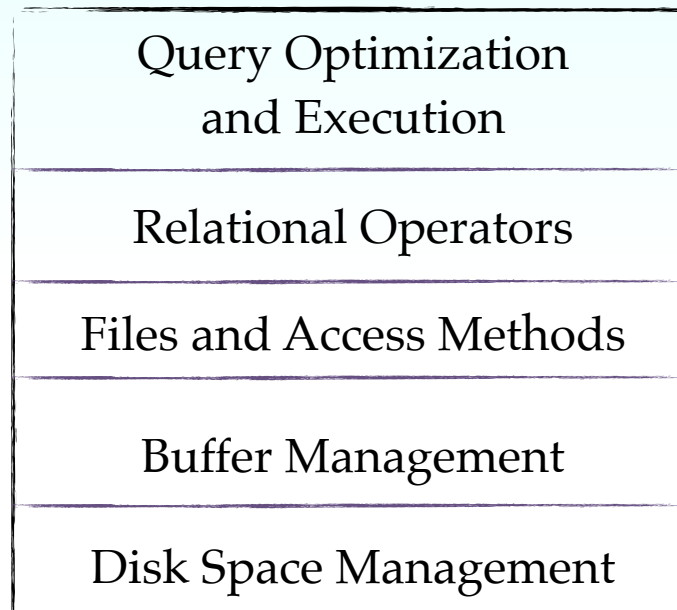 Query Optimization
and Execution
Relational Operators
Files and Access Methods
Buffer Management
Disk Space Management